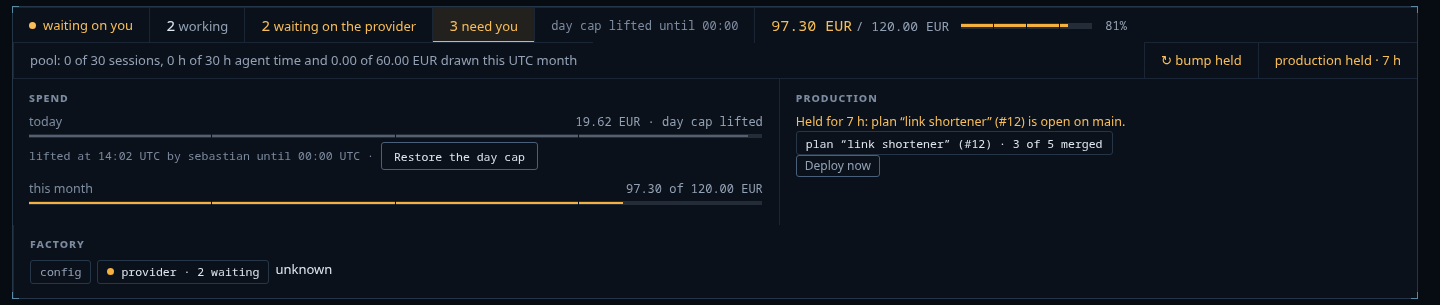 waiting on you 2 working 2 waiting on the provider 3 need you day cap lifted until 00:00 97.30 EUR / 120.00 EUR 81%
pool: 0 of 30 sessions, 0 h of 30 h agent time and 0.00 of 60.00 EUR drawn this UTC month ↻ bump held production held · 7 h
SPEND
today 19.62 EUR · day cap lifted
lifted at 14:02 UTC by sebastian until 00:00 UTC · Restore the day cap
this month 97.30 of 120.00 EUR
PRODUCTION
Held for 7 h: plan “link shortener” (#12) is open on main.
plan “link shortener” (#12) · 3 of 5 merged
Deploy now
FACTORY
config provider · 2 waiting unknown